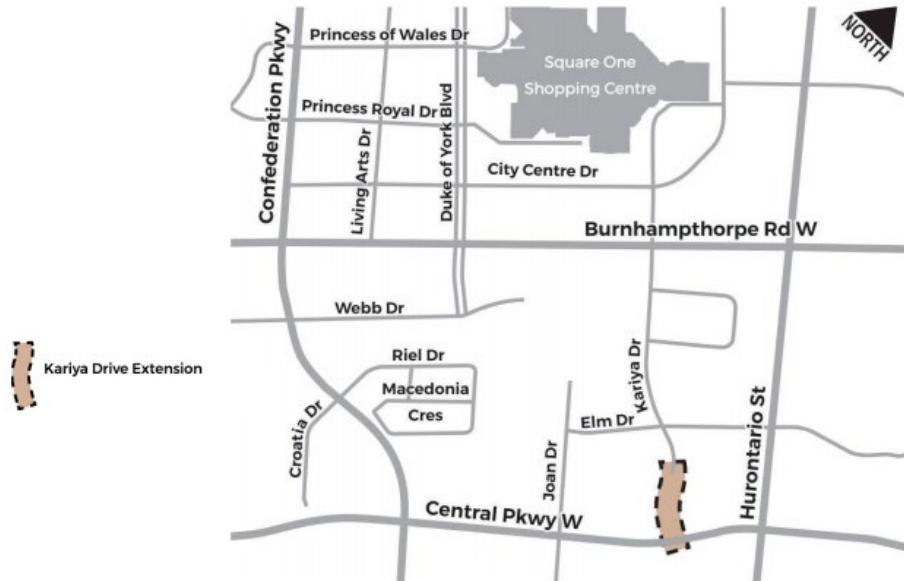 NORTH
Princess of Wales Dr
Confederation Pkwy
Square One
Shopping Centre
Princess Royal Dr
Living Arts Dr
Duke of York Blvd
City Centre Dr
Burnhampthorpe Rd W
Webb Dr
Kariya Drive Extension
Riel Dr
Macedonia
Cres
Croatia Dr
Kariya Dr
Elm Dr
Joan Dr
Hurontario St
Central Pkwy W